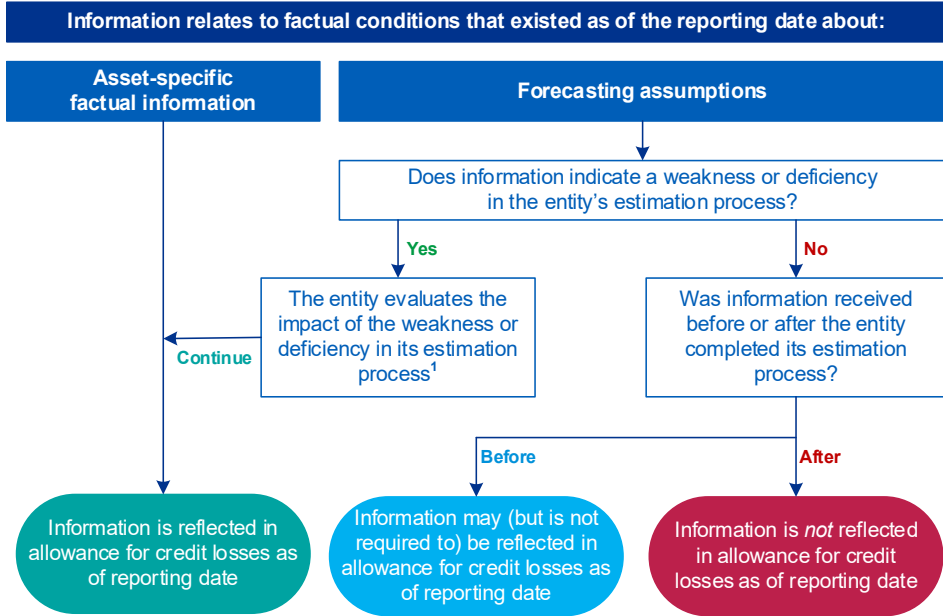 Information relates to factual conditions that existed as of the reporting date about:
Asset-specific
factual information
Forecasting assumptions
Does information indicate a weakness or deficiency
in the entity’s estimation process?
Yes
No
The entity evaluates the
impact of the weakness or
deficiency in its estimation
process¹
Continue
Was information received
before or after the entity
completed its estimation
process?
Before
After
Information is reflected in
allowance for credit losses as
of reporting date
Information may (but is not
required to) be reflected in
allowance for credit losses as
of reporting date
Information is not reflected
in allowance for credit
losses as of reporting date